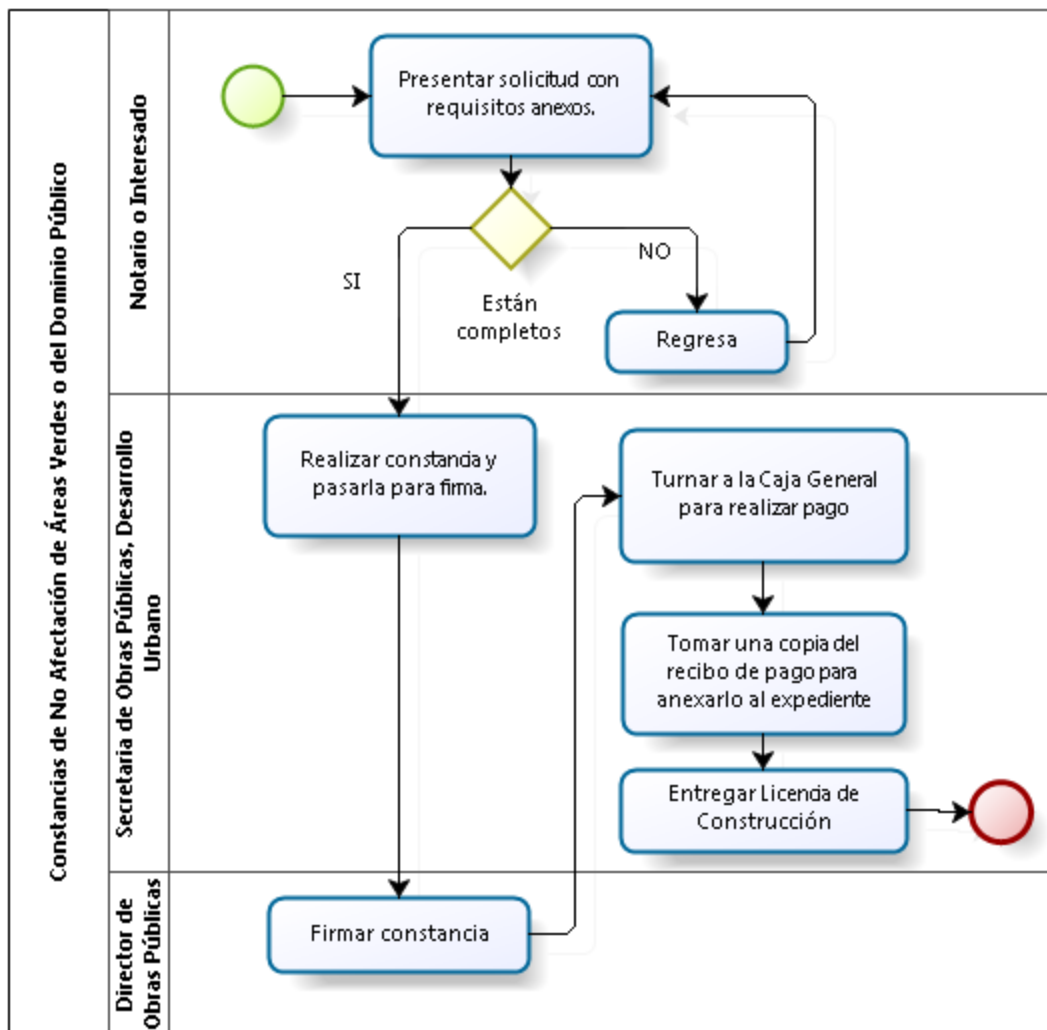 Constancias de No Afectación de Áreas Verdes o del Dominio Público
Notario o Interesado
Presentar solicitud con
requisitos anexos.
SI
NO
Están
completos
Regresa
Secretaria de Obras Públicas, Desarrollo
Urbano
Realizar constancia y
pasarla para firma.
Turnar a la Caja General
para realizar pago
Tomar una copia del
recibo de pago para
anexarlo al expediente
Entregar Licencia de
Construcción
Director de
Obras Públicas
Firmar constancia